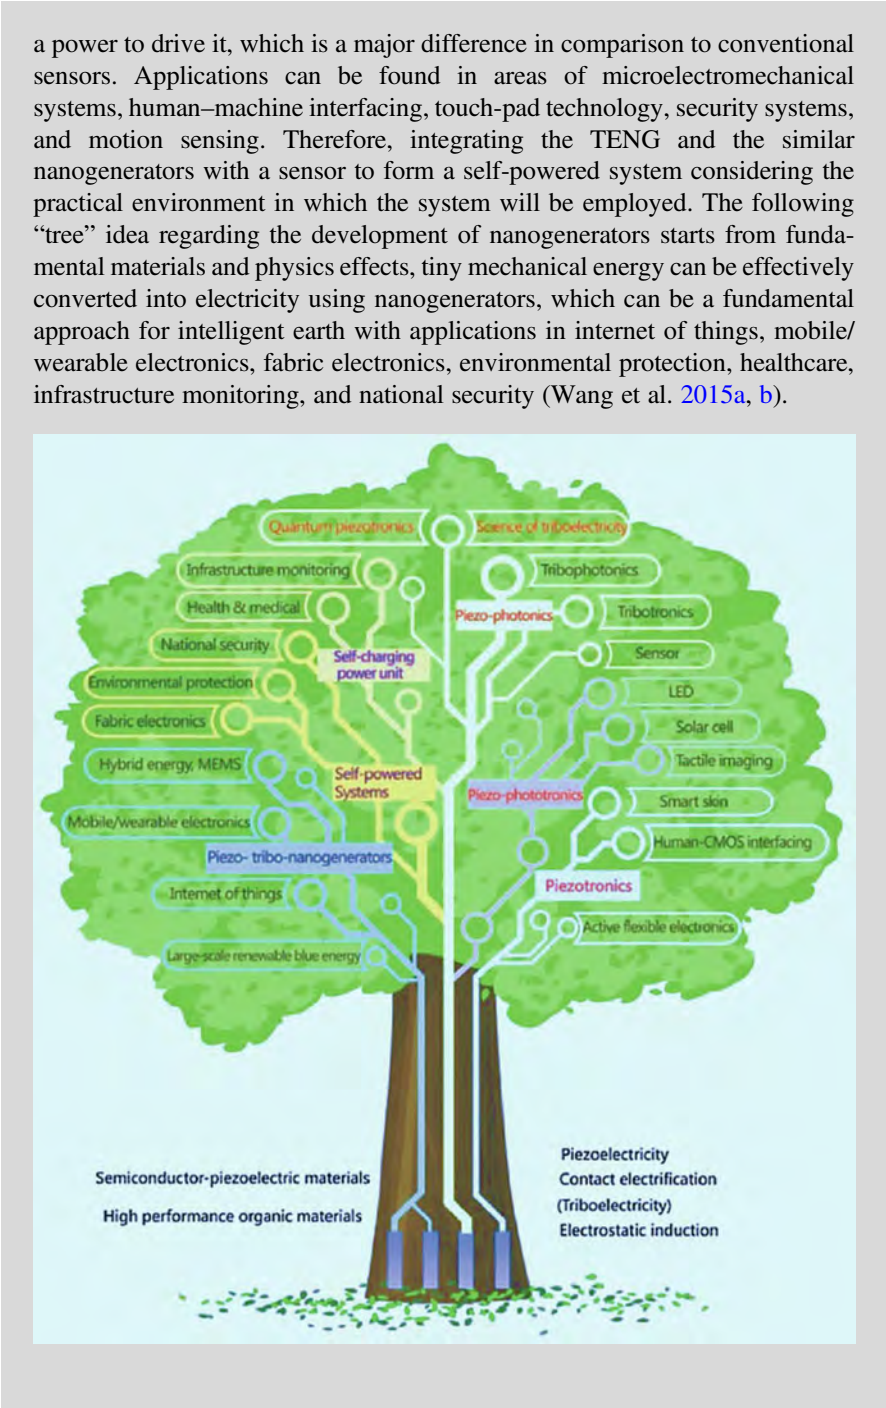 a power to drive it, which is a major difference in comparison to conventional
sensors. Applications can be found in areas of microelectromechanical
systems, human–machine interfacing, touch-pad technology, security systems,
and motion sensing. Therefore, integrating the TENG and the similar
nanogenerators with a sensor to form a self-powered system considering the
practical environment in which the system will be employed. The following
“tree” idea regarding the development of nanogenerators starts from funda-
mental materials and physics effects, tiny mechanical energy can be effectively
converted into electricity using nanogenerators, which can be a fundamental
approach for intelligent earth with applications in internet of things, mobile/
wearable electronics, fabric electronics, environmental protection, healthcare,
infrastructure monitoring, and national security (Wang et al. 2015a, b).
Quantum piezotronics
Science of triboelectricity
Infrastructure monitoring
Tribophotonics
Health & medical
Piezo-photonics
Tribotronics
National security
Self-charging
power unit
Sensor
Environmental protection
LED
Fabric electronics
Solar cell
Hybrid energy, MEMS
Tactile imaging
Self-powered
Systems
Piezo-phototronics
Smart skin
Mobile/wearable electronics
Human-CMOS interfacing
Piezo- tribo-nanogenerators
Piezotronics
Internet of things
Active flexible electronics
Large-scale renewable blue energy
Semiconductor-piezoelectric materials
High performance organic materials
Piezoelectricity
Contact electrification
(Triboelectricity)
Electrostatic induction